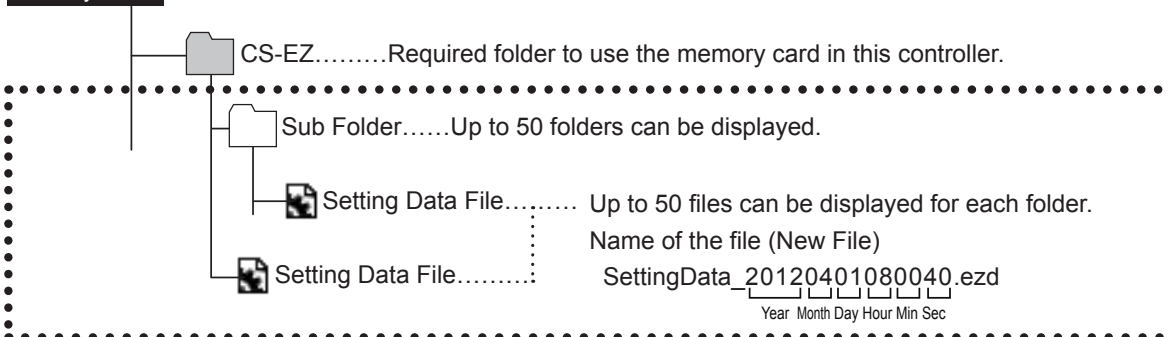 CS-EZ.........Required folder to use the memory card in this controller.
Sub Folder......Up to 50 folders can be displayed.
Setting Data File......... Up to 50 files can be displayed for each folder.
Name of the file (New File)
Setting Data File......... SettingData_20120401080040.ezd
Year Month Day Hour Min Sec